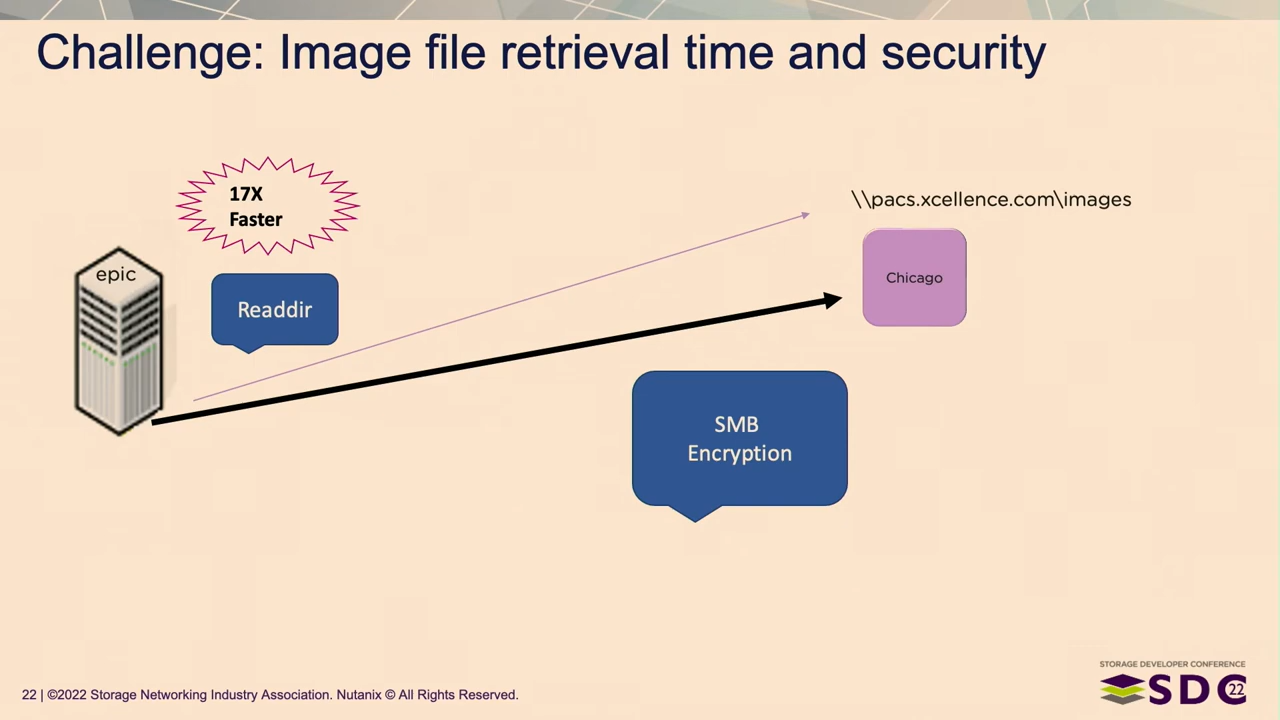 Challenge: Image file retrieval time and security
17X
Faster
\\pacs.xcellence.com\images
epic
Readdir
Chicago
SMB
Encryption
22 | ©2022 Storage Networking Industry Association. Nutanix © All Rights Reserved.
STORAGE DEVELOPER CONFERENCE
SDC 22